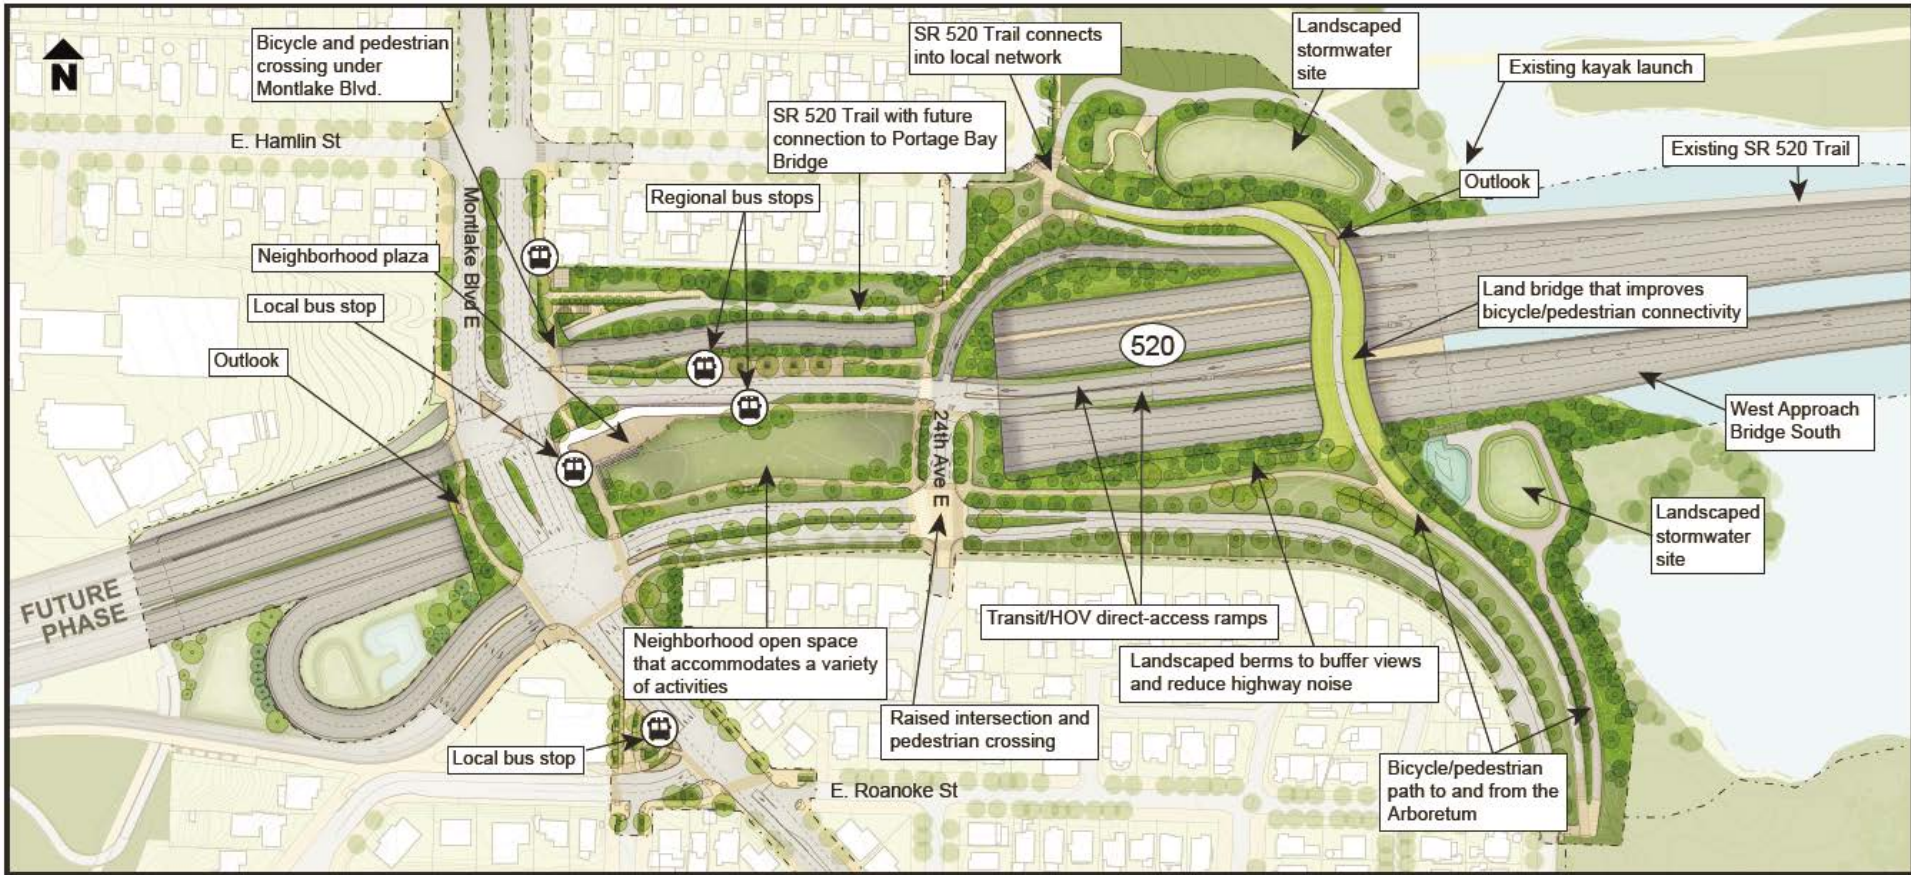 N
Bicycle and pedestrian
crossing under
Montlake Blvd.
SR 520 Trail connects
into local network
Landscaped
stormwater
site
Existing kayak launch
SR 520 Trail with future
connection to Portage Bay
Bridge
E. Hamlin St
Existing SR 520 Trail
Outlook
Regional bus stops
Montlake Blvd E
Neighborhood plaza
Local bus stop
Land bridge that improves
bicycle/pedestrian connectivity
520
Outlook
West Approach
Bridge South
24th Ave E
Landscaped
stormwater
site
FUTURE
PHASE
Transit/HOV direct-access ramps
Neighborhood open space
that accommodates a variety
of activities
Landscaped berms to buffer views
and reduce highway noise
Raised intersection and
pedestrian crossing
Local bus stop
E. Roanoke St
Bicycle/pedestrian
path to and from the
Arboretum